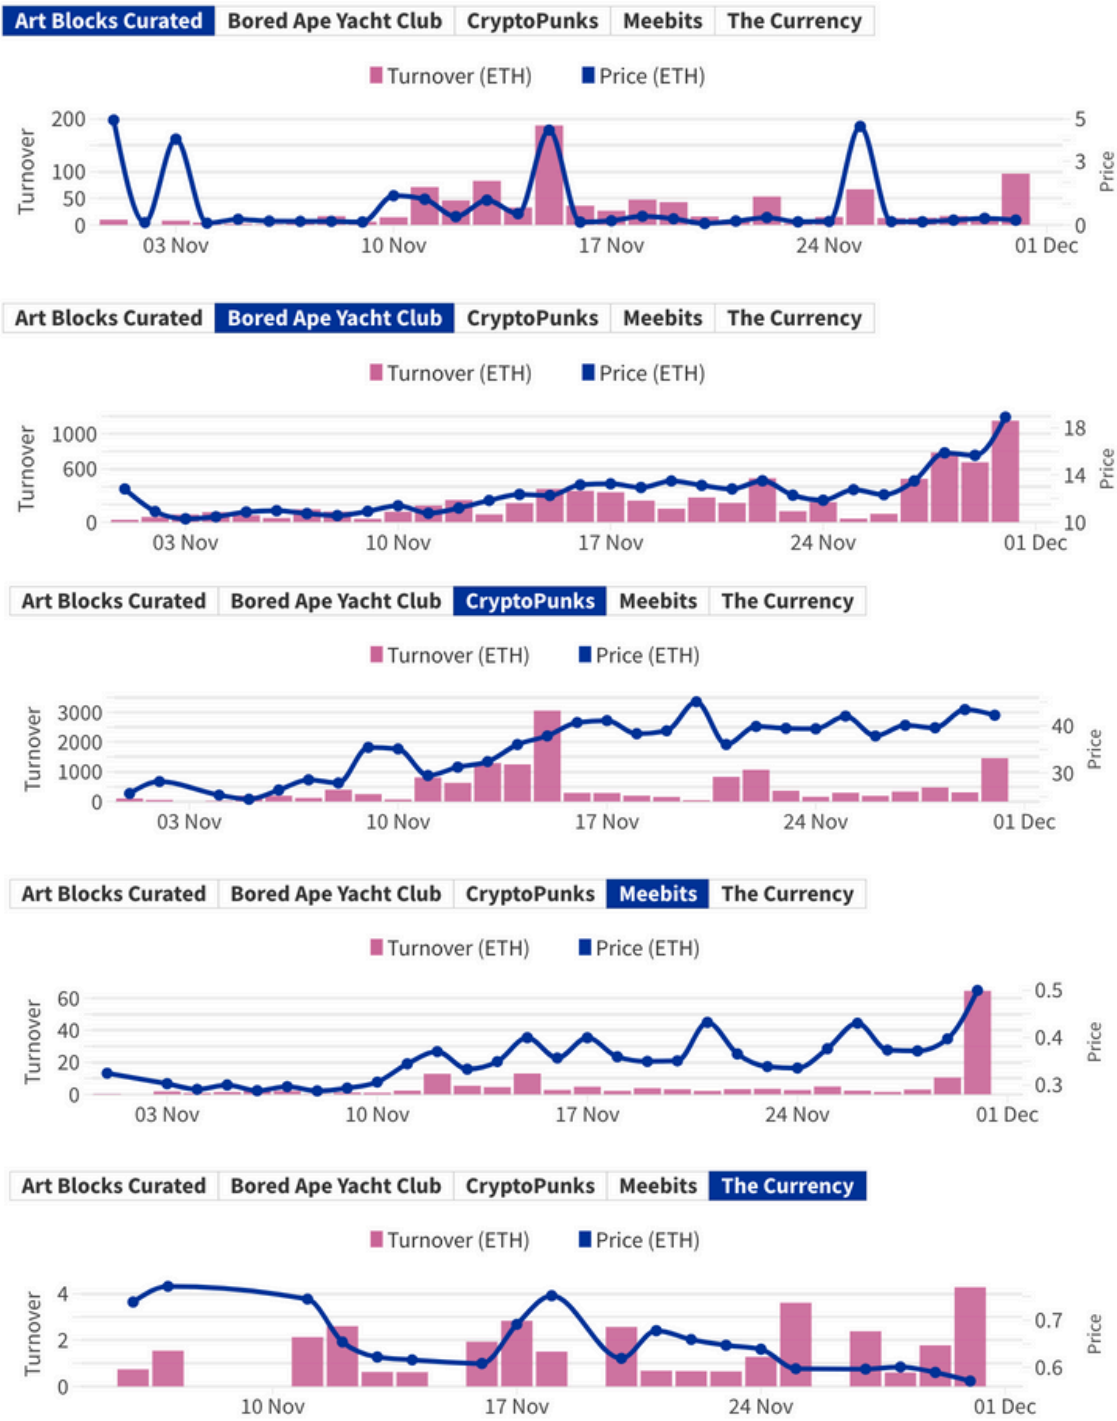 Art Blocks Curated Bored Ape Yacht Club CryptoPunks Meebits The Currency
Turnover (ETH) Price (ETH)
Turnover
200
100
50
0
5
3
0
Price
03 Nov 10 Nov 17 Nov 24 Nov 01 Dec
Art Blocks Curated Bored Ape Yacht Club CryptoPunks Meebits The Currency
Turnover (ETH) Price (ETH)
Turnover
1000
600
0
18
14
10
Price
03 Nov 10 Nov 17 Nov 24 Nov 01 Dec
Art Blocks Curated Bored Ape Yacht Club CryptoPunks Meebits The Currency
Turnover (ETH) Price (ETH)
Turnover
3000
2000
1000
0
40
30
Price
03 Nov 10 Nov 17 Nov 24 Nov 01 Dec
Art Blocks Curated Bored Ape Yacht Club CryptoPunks Meebits The Currency
Turnover (ETH) Price (ETH)
Turnover
60
40
20
0
0.5
0.4
0.3
Price
03 Nov 10 Nov 17 Nov 24 Nov 01 Dec
Art Blocks Curated Bored Ape Yacht Club CryptoPunks Meebits The Currency
Turnover (ETH) Price (ETH)
Turnover
4
2
0
0.7
0.6
Price
10 Nov 17 Nov 24 Nov 01 Dec